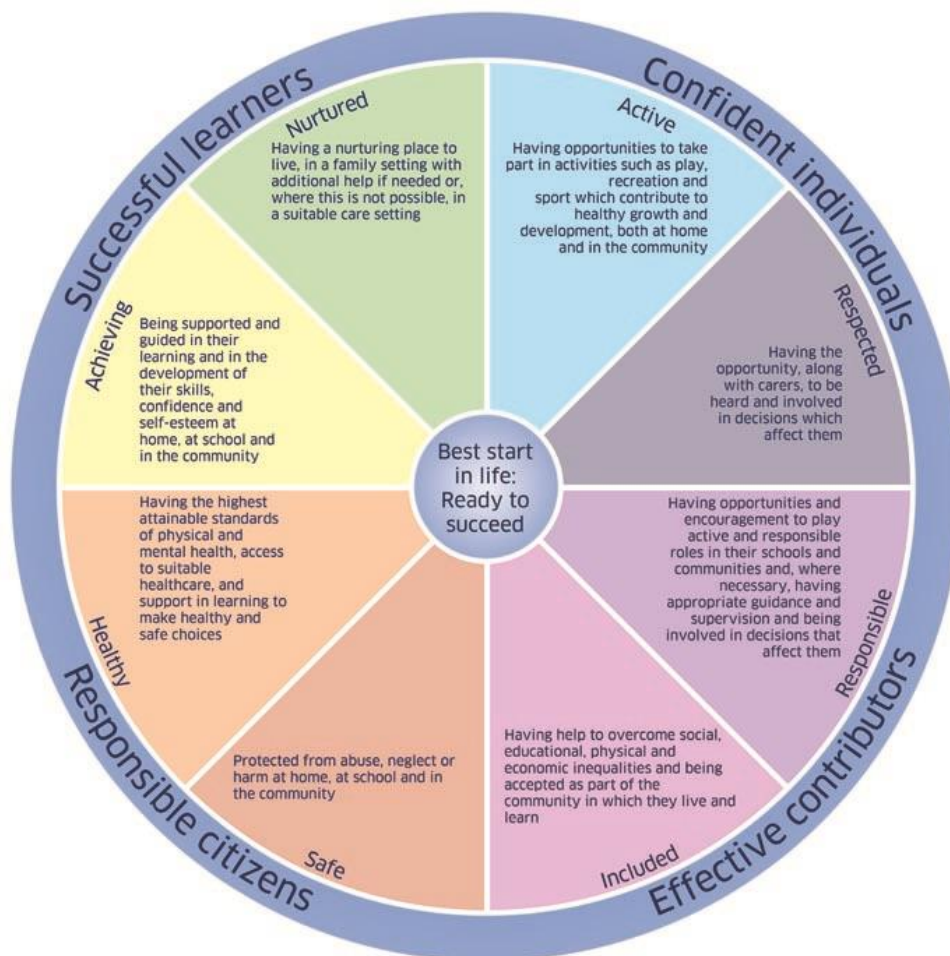 Successful learners
Confident individuals
Nurtured
Having a nurturing place to
live, in a family setting with
additional help if needed or,
where this is not possible, in
a suitable care setting
Active
Having opportunities to take
part in activities such as play,
recreation and
sport which contribute to
healthy growth and
development, both at home
and in the community
Achieving
Being supported and
guided in their
learning and in the
development of
their skills,
confidence and
self-esteem at
home, at school and
in the community
Respected
Having the
opportunity, along
with carers, to be
heard and involved
in decisions which
affect them
Best start
in life:
Ready to
succeed
Healthy
Having the highest
attainable standards
of physical and
mental health, access
to suitable
healthcare, and
support in learning to
make healthy and
safe choices
Responsible
Having opportunities and
encouragement to play
active and responsible
roles in their schools and
communities and, where
necessary, having
appropriate guidance and
supervision and being
involved in decisions that
affect them
Safe
Protected from abuse, neglect or
harm at home, at school and in
the community
Included
Having help to overcome social,
educational, physical and
economic inequalities and being
accepted as part of the
community in which they live and
learn
Responsible citizens
Effective contributors